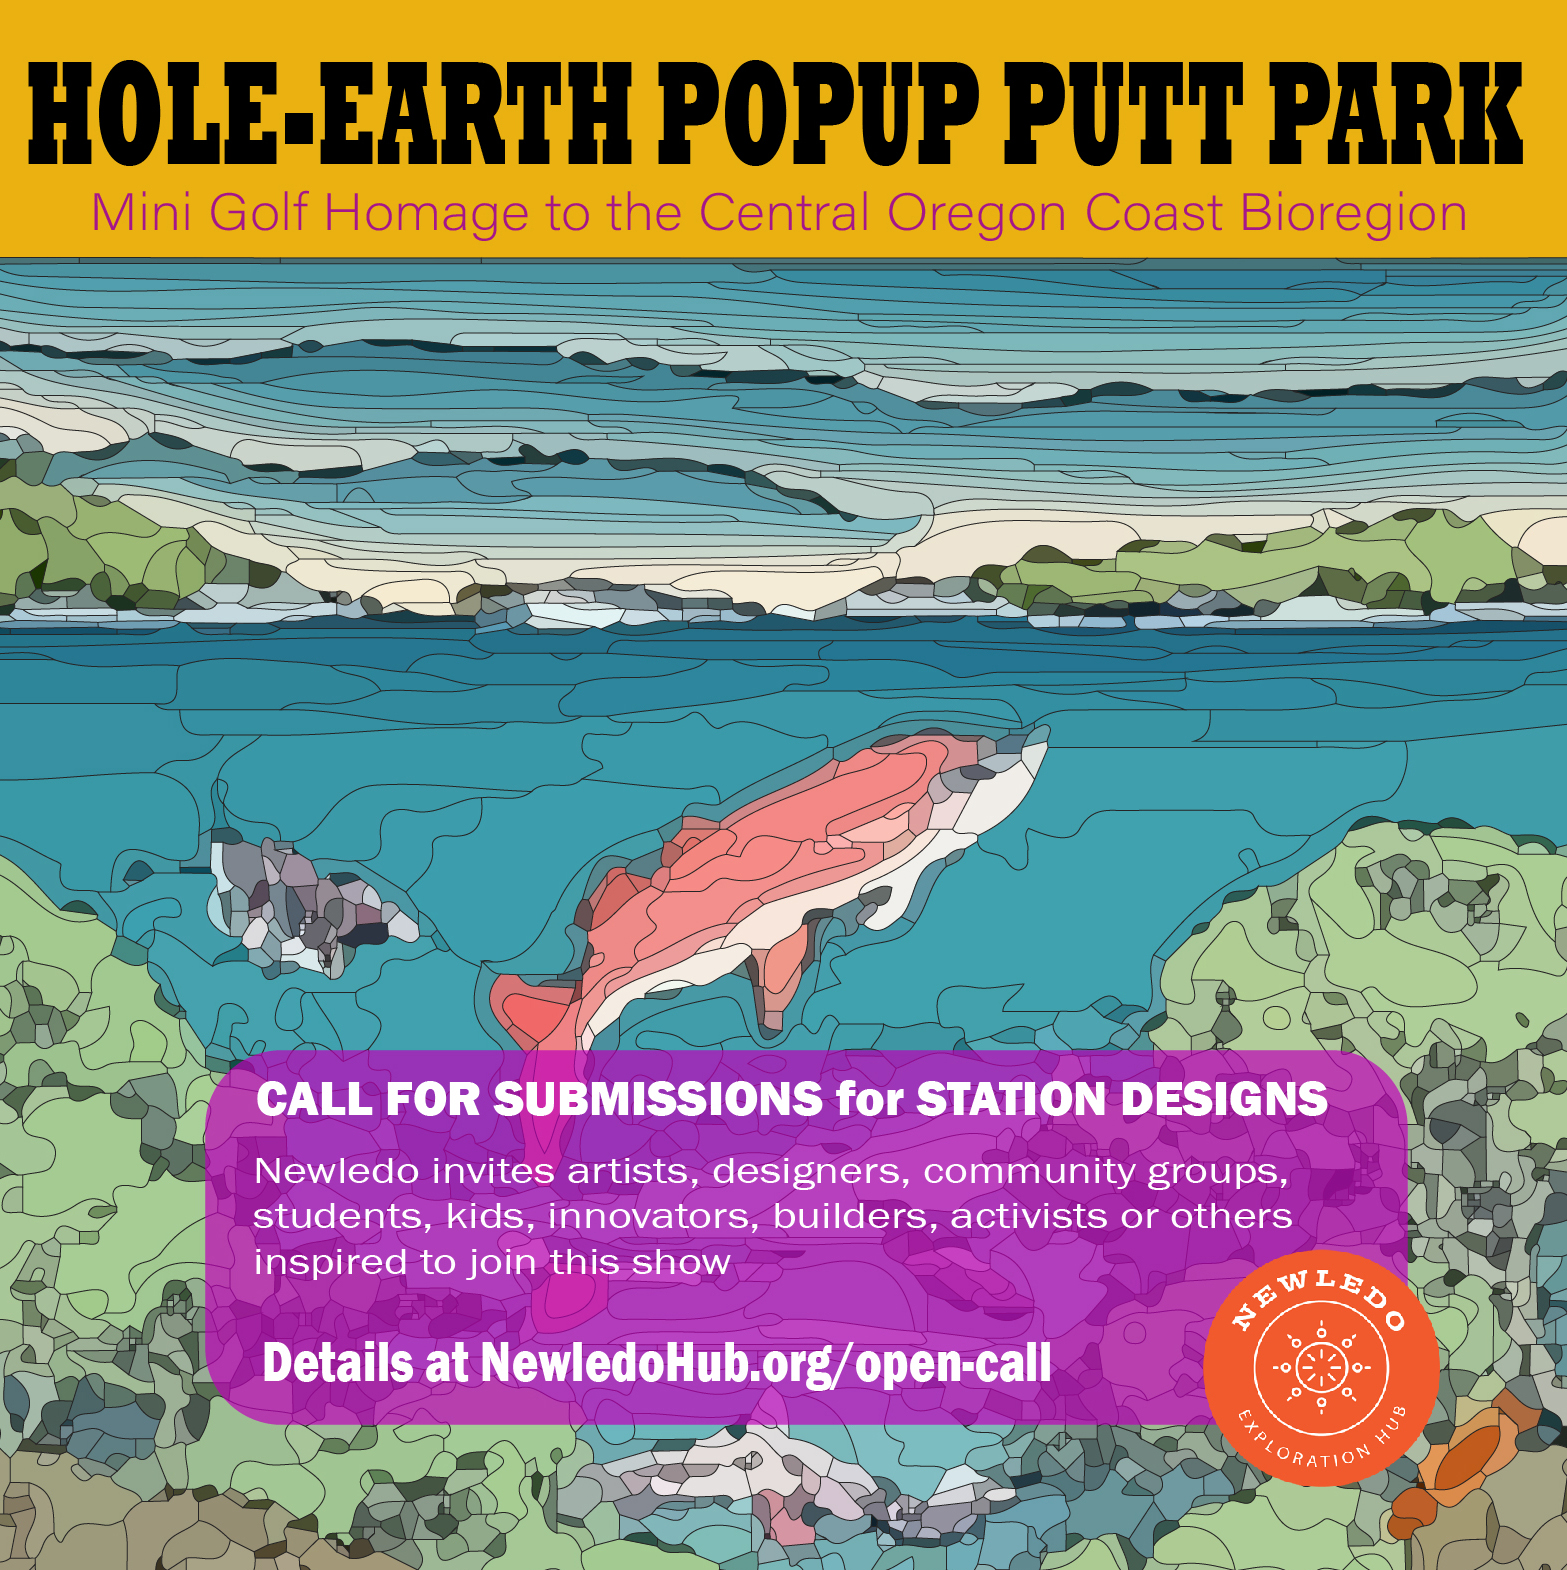 HOLE-EARTH POPUP PUTT PARK
Mini Golf Homage to the Central Oregon Coast Bioregion
CALL FOR SUBMISSIONS for STATION DESIGNS
Newledo invites artists, designers, community groups,
students, kids, innovators, builders, activists or others
inspired to join this show
Details at NewledoHub.org/open-call
NEWLEDO
EXPLORATION HUB